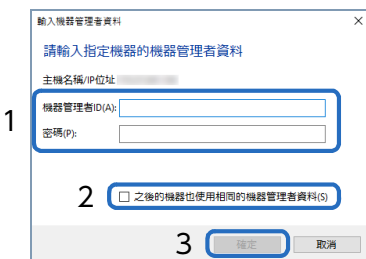 輸入機器管理者資料
請輸入指定機器的機器管理者資料
主機名稱/IP位址
1
機器管理者ID(A):
密碼(P):
2
之後的機器也使用相同的機器管理者資料(S)
3
確定
取消